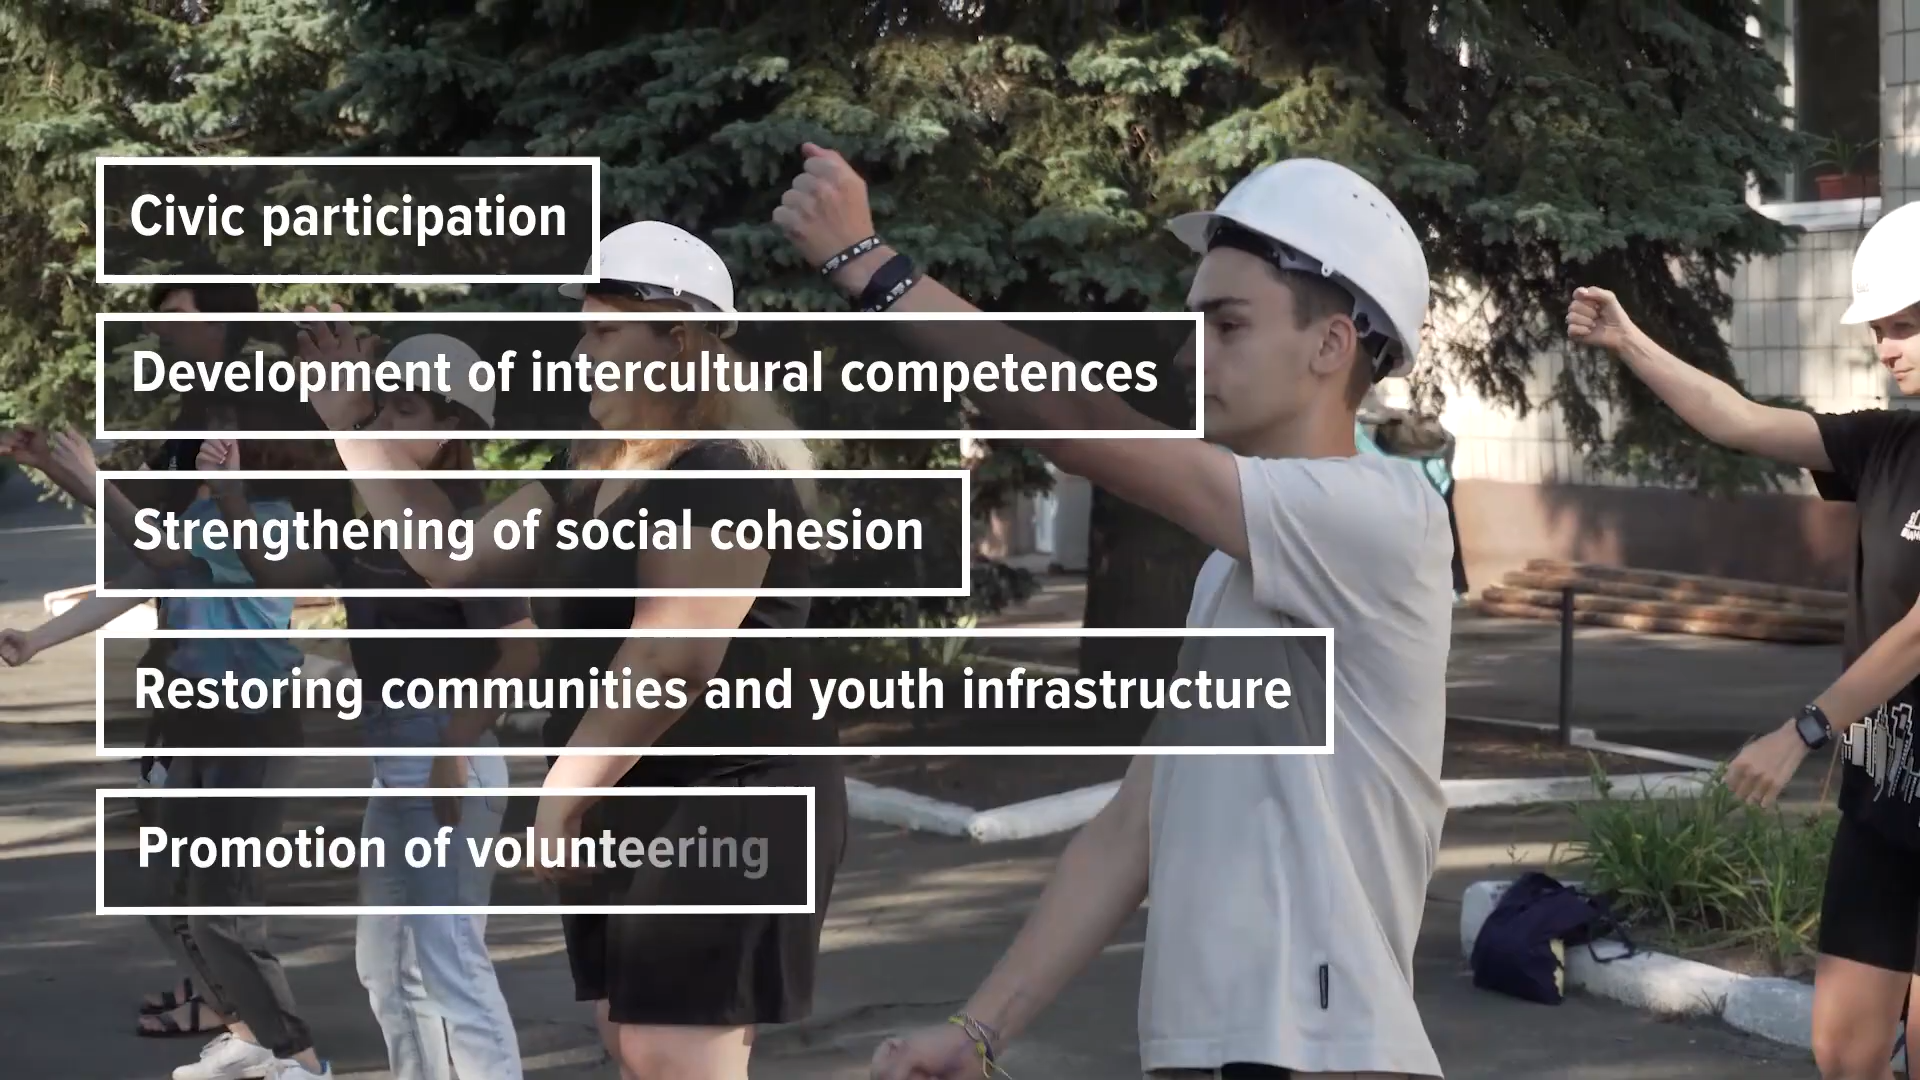 Civic participation
Development of intercultural competences
Strengthening of social cohesion
Restoring communities and youth infrastructure
Promotion of volunteering